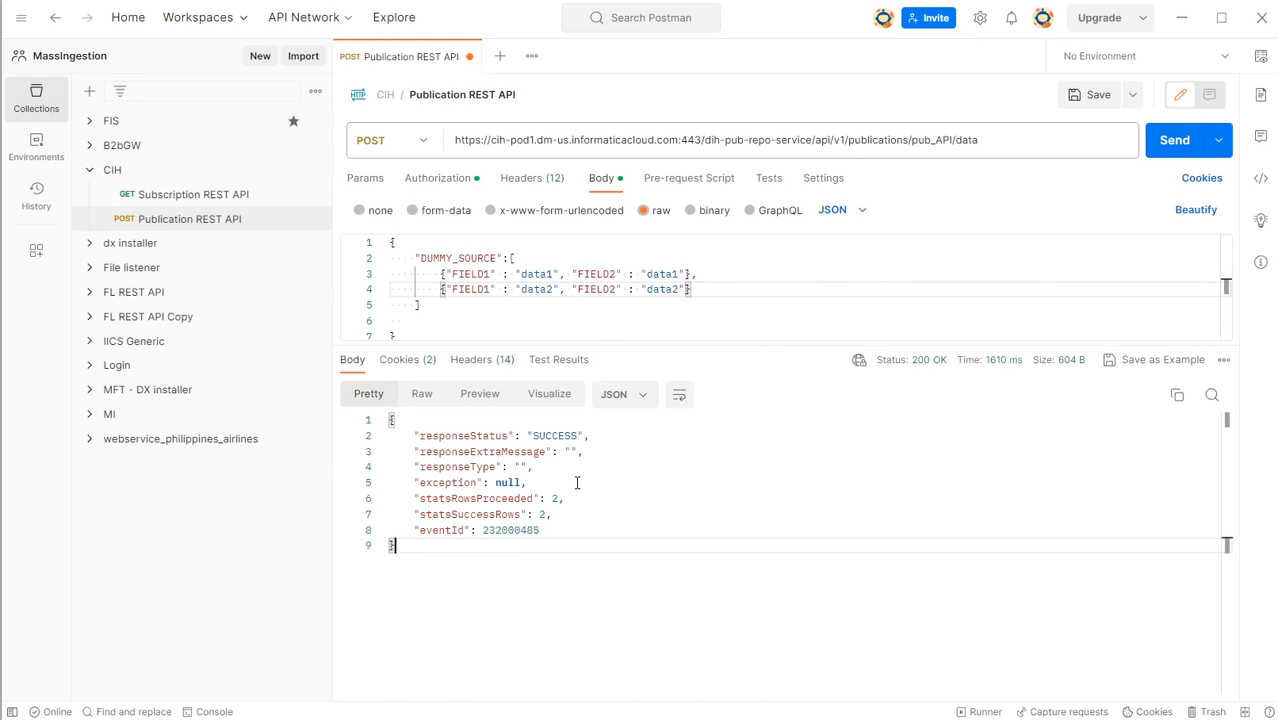 Home Workspaces API Network Explore Search Postman Invite Upgrade
MassIngestion New Import POST Publication REST API No Environment
Collections
Environments
History
FIS
B2bGW
CIH
GET Subscription REST API
POST Publication REST API
dx installer
File listener
FL REST API
FL REST API Copy
IICS Generic
Login
MFT - DX installer
MI
webservice_philippines_airlines
HTTP CIH / Publication REST API Save
POST https://cih-pod1.dm-us.informaticacloud.com:443/dih-pub-repo-service/api/v1/publications/pub_API/data Send
Params Authorization Headers (12) Body Pre-request Script Tests Settings Cookies
none form-data x-www-form-urlencoded raw binary GraphQL JSON Beautify
1 {
2 "DUMMY_SOURCE":[
3 {"FIELD1" : "data1", "FIELD2" : "data1"},
4 {"FIELD1" : "data2", "FIELD2" : "data2"}
5 ]
6
7 }
Body Cookies (2) Headers (14) Test Results Status: 200 OK Time: 1610 ms Size: 604 B Save as Example
Pretty Raw Preview Visualize JSON
1 {
2 "responseStatus": "SUCCESS",
3 "responseExtraMessage": "",
4 "responseType": "",
5 "exception": null,
6 "statsRowsProceeded": 2,
7 "statsSuccessRows": 2,
8 "eventId": 232000485
9 }
Online Find and replace Console Runner Capture requests Cookies Trash